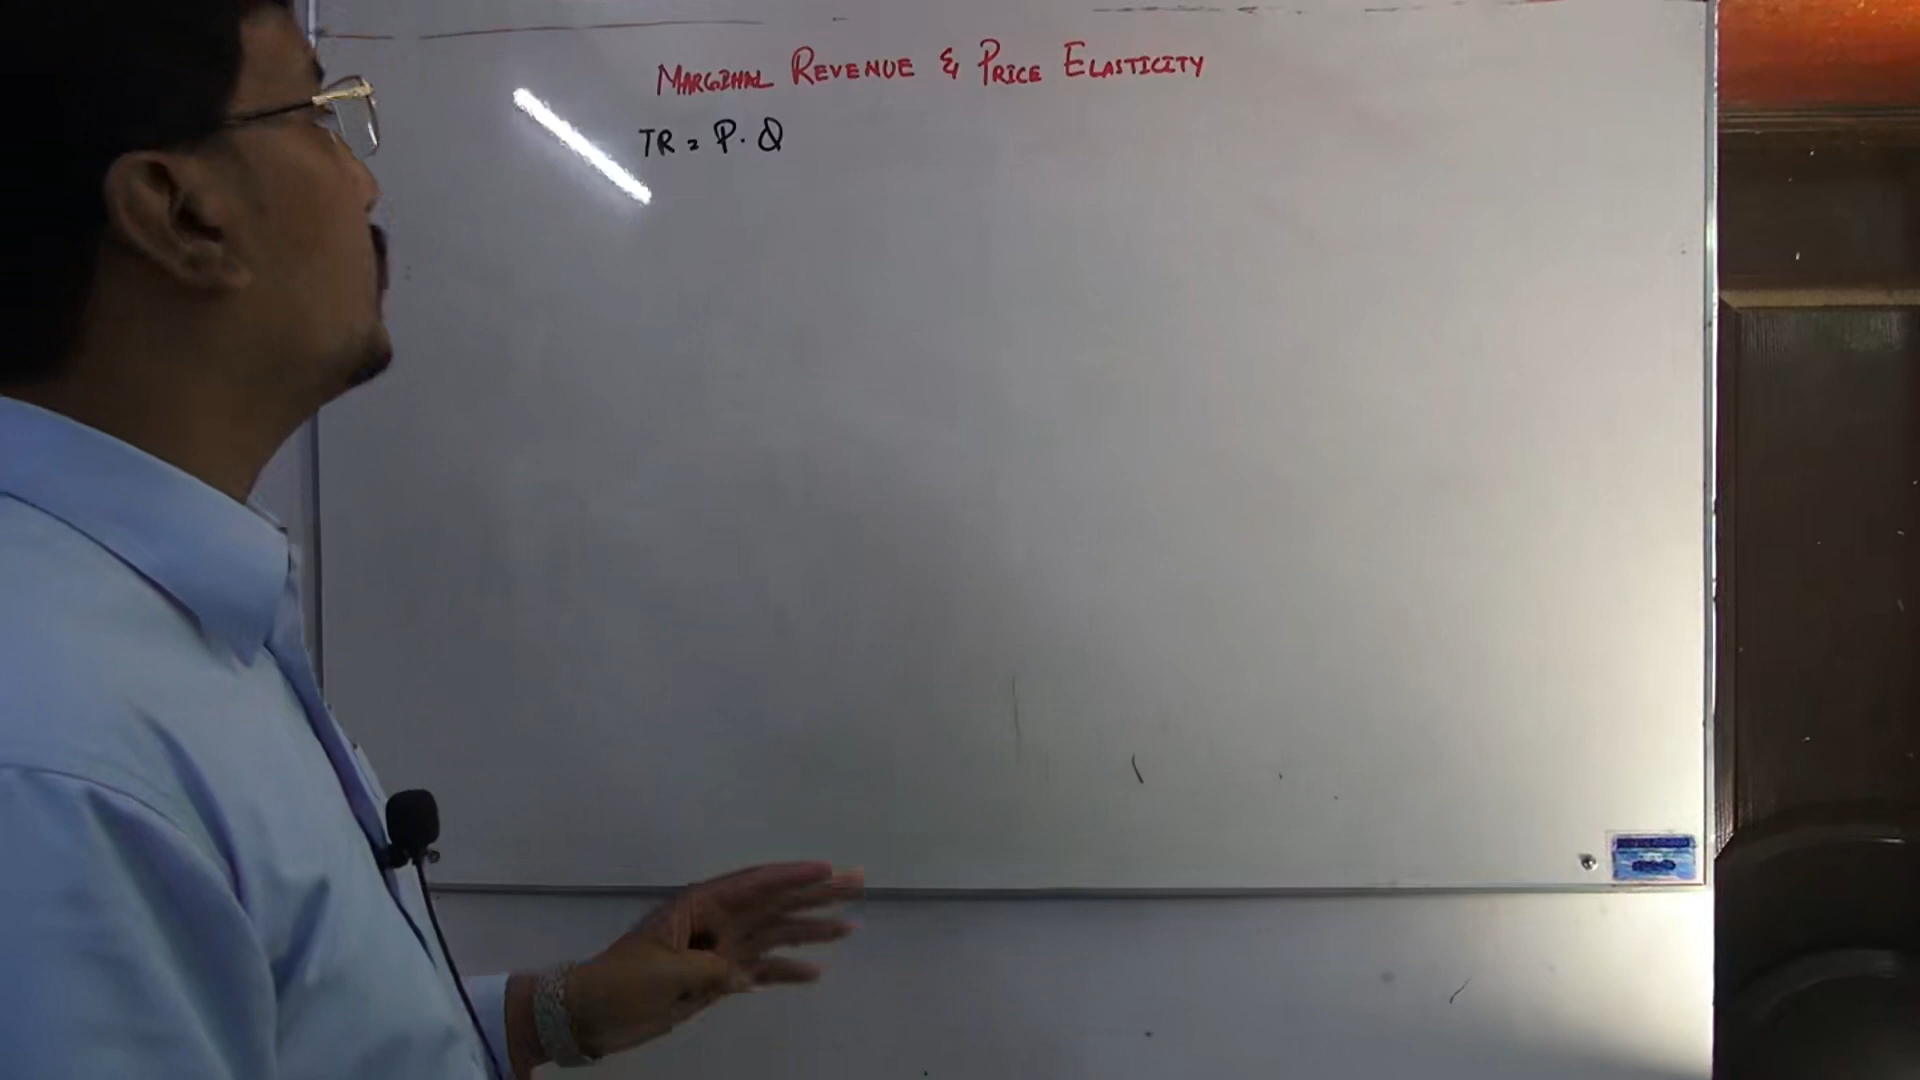 MARGINAL REVENUE & PRICE ELASTICITY
TR = P. Q